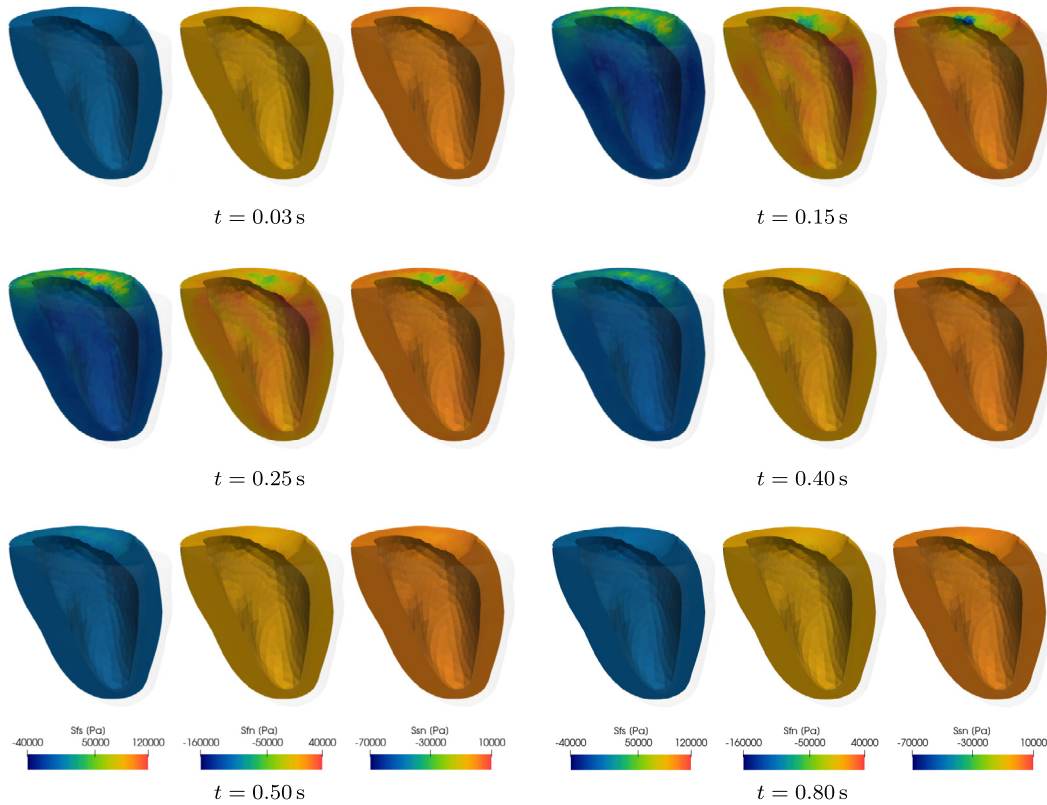 t = 0.03 s
t = 0.15 s
t = 0.25 s
t = 0.40 s
Sfs (Pa)
-40000 50000 120000
Sfn (Pa)
-160000 -50000 40000
Ssn (Pa)
-70000 -30000 10000
Sfs (Pa)
-40000 50000 120000
Sfn (Pa)
-160000 -50000 40000
Ssn (Pa)
-70000 -30000 10000
t = 0.50 s
t = 0.80 s